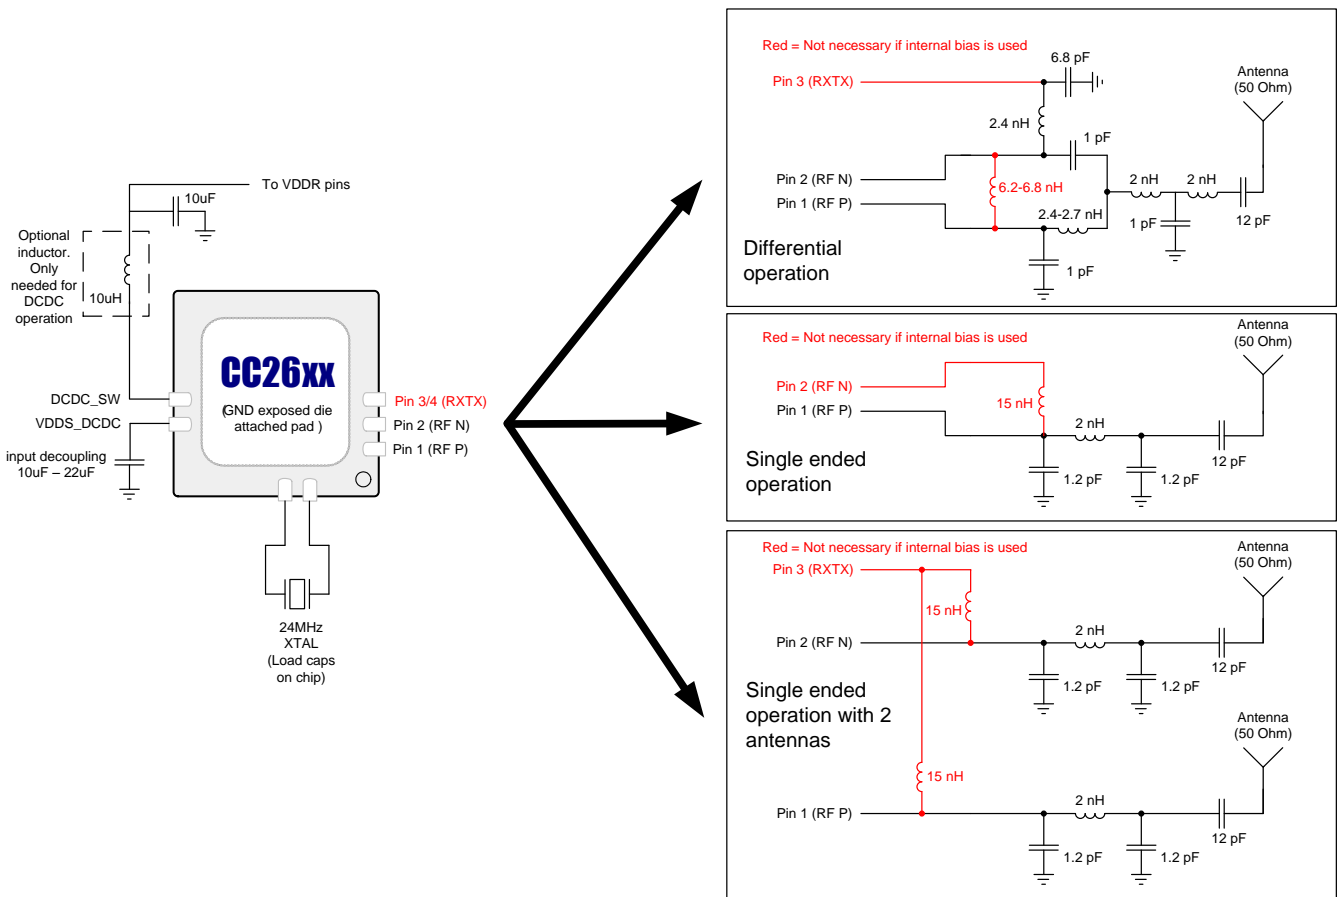 To VDDR pins
10uF
Optional
inductor.
Only
needed for
DCDC
operation
10uH
CC26xx
(GND exposed die
attached pad )
DCDC_SW
VDDS_DCDC
input decoupling
10uF – 22uF
Pin 3/4 (RXTX)
Pin 2 (RF N)
Pin 1 (RF P)
24MHz
XTAL
(Load caps
on chip)
Red = Not necessary if internal bias is used
6.8 pF
Pin 3 (RXTX)
Antenna
(50 Ohm)
2.4 nH
1 pF
Pin 2 (RF N)
6.2-6.8 nH
2 nH
2 nH
Pin 1 (RF P)
2.4-2.7 nH
1 pF
12 pF
Differential
operation
1 pF
Red = Not necessary if internal bias is used
Antenna
(50 Ohm)
Pin 2 (RF N)
15 nH
Pin 1 (RF P)
2 nH
12 pF
Single ended
operation
1.2 pF
1.2 pF
Red = Not necessary if internal bias is used
Pin 3 (RXTX)
Antenna
(50 Ohm)
15 nH
Pin 2 (RF N)
2 nH
12 pF
1.2 pF
1.2 pF
Single ended
operation with 2
antennas
Antenna
(50 Ohm)
15 nH
Pin 1 (RF P)
2 nH
12 pF
1.2 pF
1.2 pF